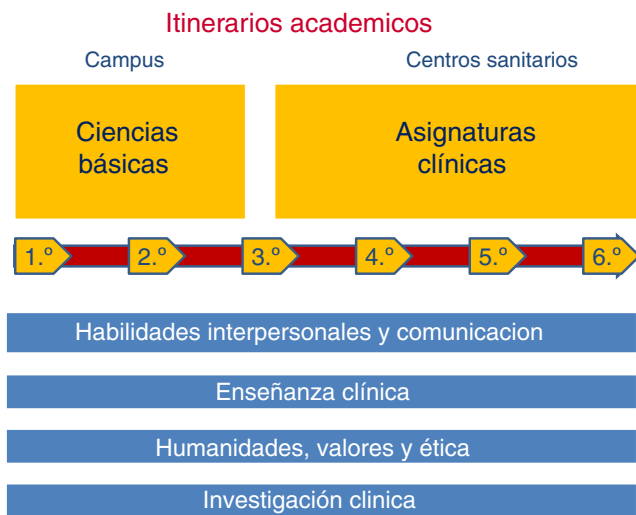 Itinerarios academicos
Campus
Centros sanitarios
Ciencias
básicas
Asignaturas
clínicas
1.º 2.º 3.º 4.º 5.º 6.º
Habilidades interpersonales y comunicacion
Enseñanza clínica
Humanidades, valores y ética
Investigación clinica